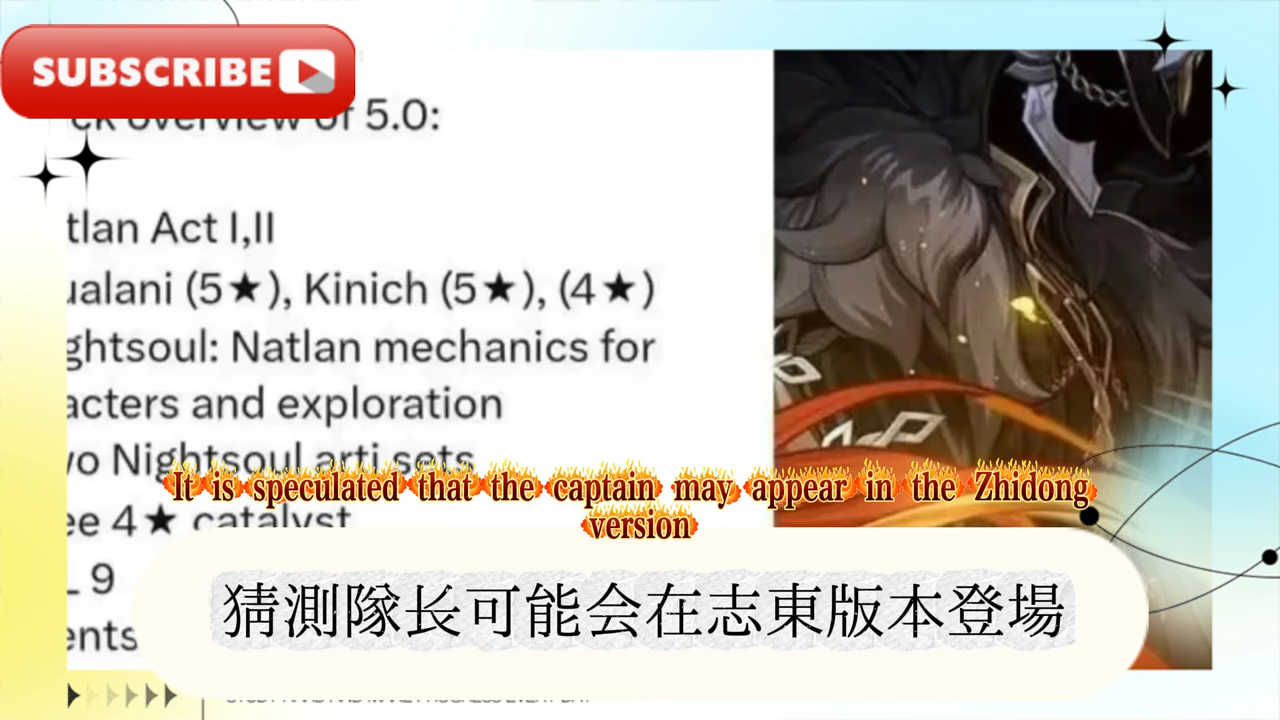 SUBSCRIBE
ck overview of 5.0:
tlan Act I,II
ualani (5★), Kinich (5★), (4★)
ghtsoul: Natlan mechanics for
acters and exploration
vo Nightsoul arti sets
It is speculated that the captain may appear in the Zhidong
version
ee 4★ catalyst
9
ents
猜測隊长可能会在志東版本登場